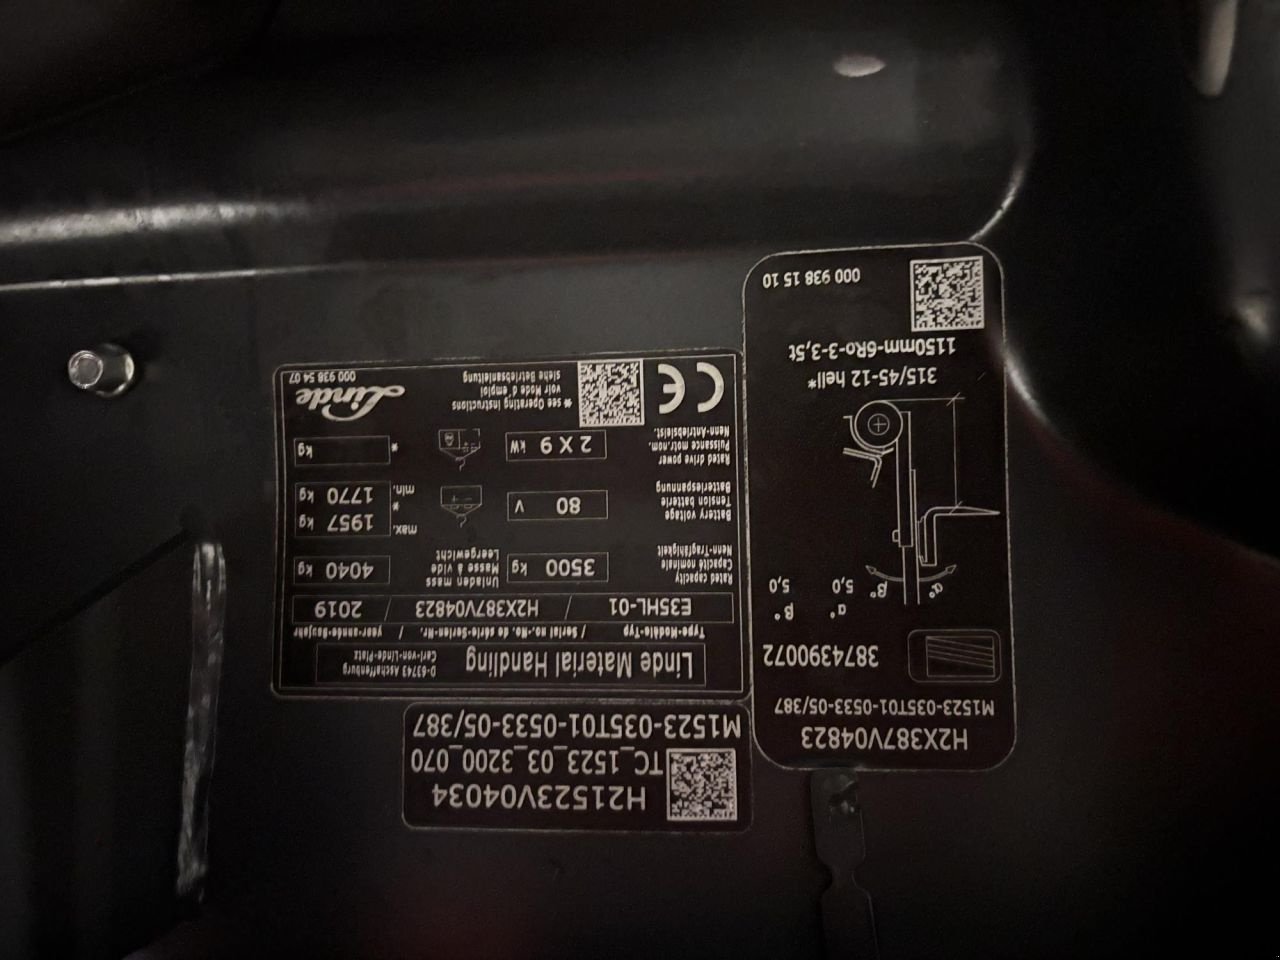 H21523V04034
TC_1523_03_3200_070
M1523-035T01-0533-05/387
Linde Material Handling
Carl-von-Linde-Platz
D-63743 Aschaffenburg
Type-Modèle-Typ / Serial no.-No. de série-Serien-Nr. / year-année-Baujahr
E35HL-01 / H2X387V04823 / 2019
Rated capacity
Capacité nominale
Nenn-Tragfähigkeit
3500 kg
Unladen mass
Masse à vide
Leergewicht
4040 kg
Battery voltage
Tension batterie
Batteriespannung
80 V
max. 1957 kg
*
min. 1770 kg
Rated drive power
Puissance motr.nom.
Nenn-Antriebsleist.
2 X 9 kW
* kg
CE
* see Operating instructions
voir Mode d'emploi
siehe Betriebsanleitung
Linde
000 938 54 07
H2X387V04823
M1523-035T01-0533-05/387
3874390072
α° β°
α° β°
5,0 5,0
315/45-12 hell*
1150mm-6Ro-3-3,5t
000 938 15 10